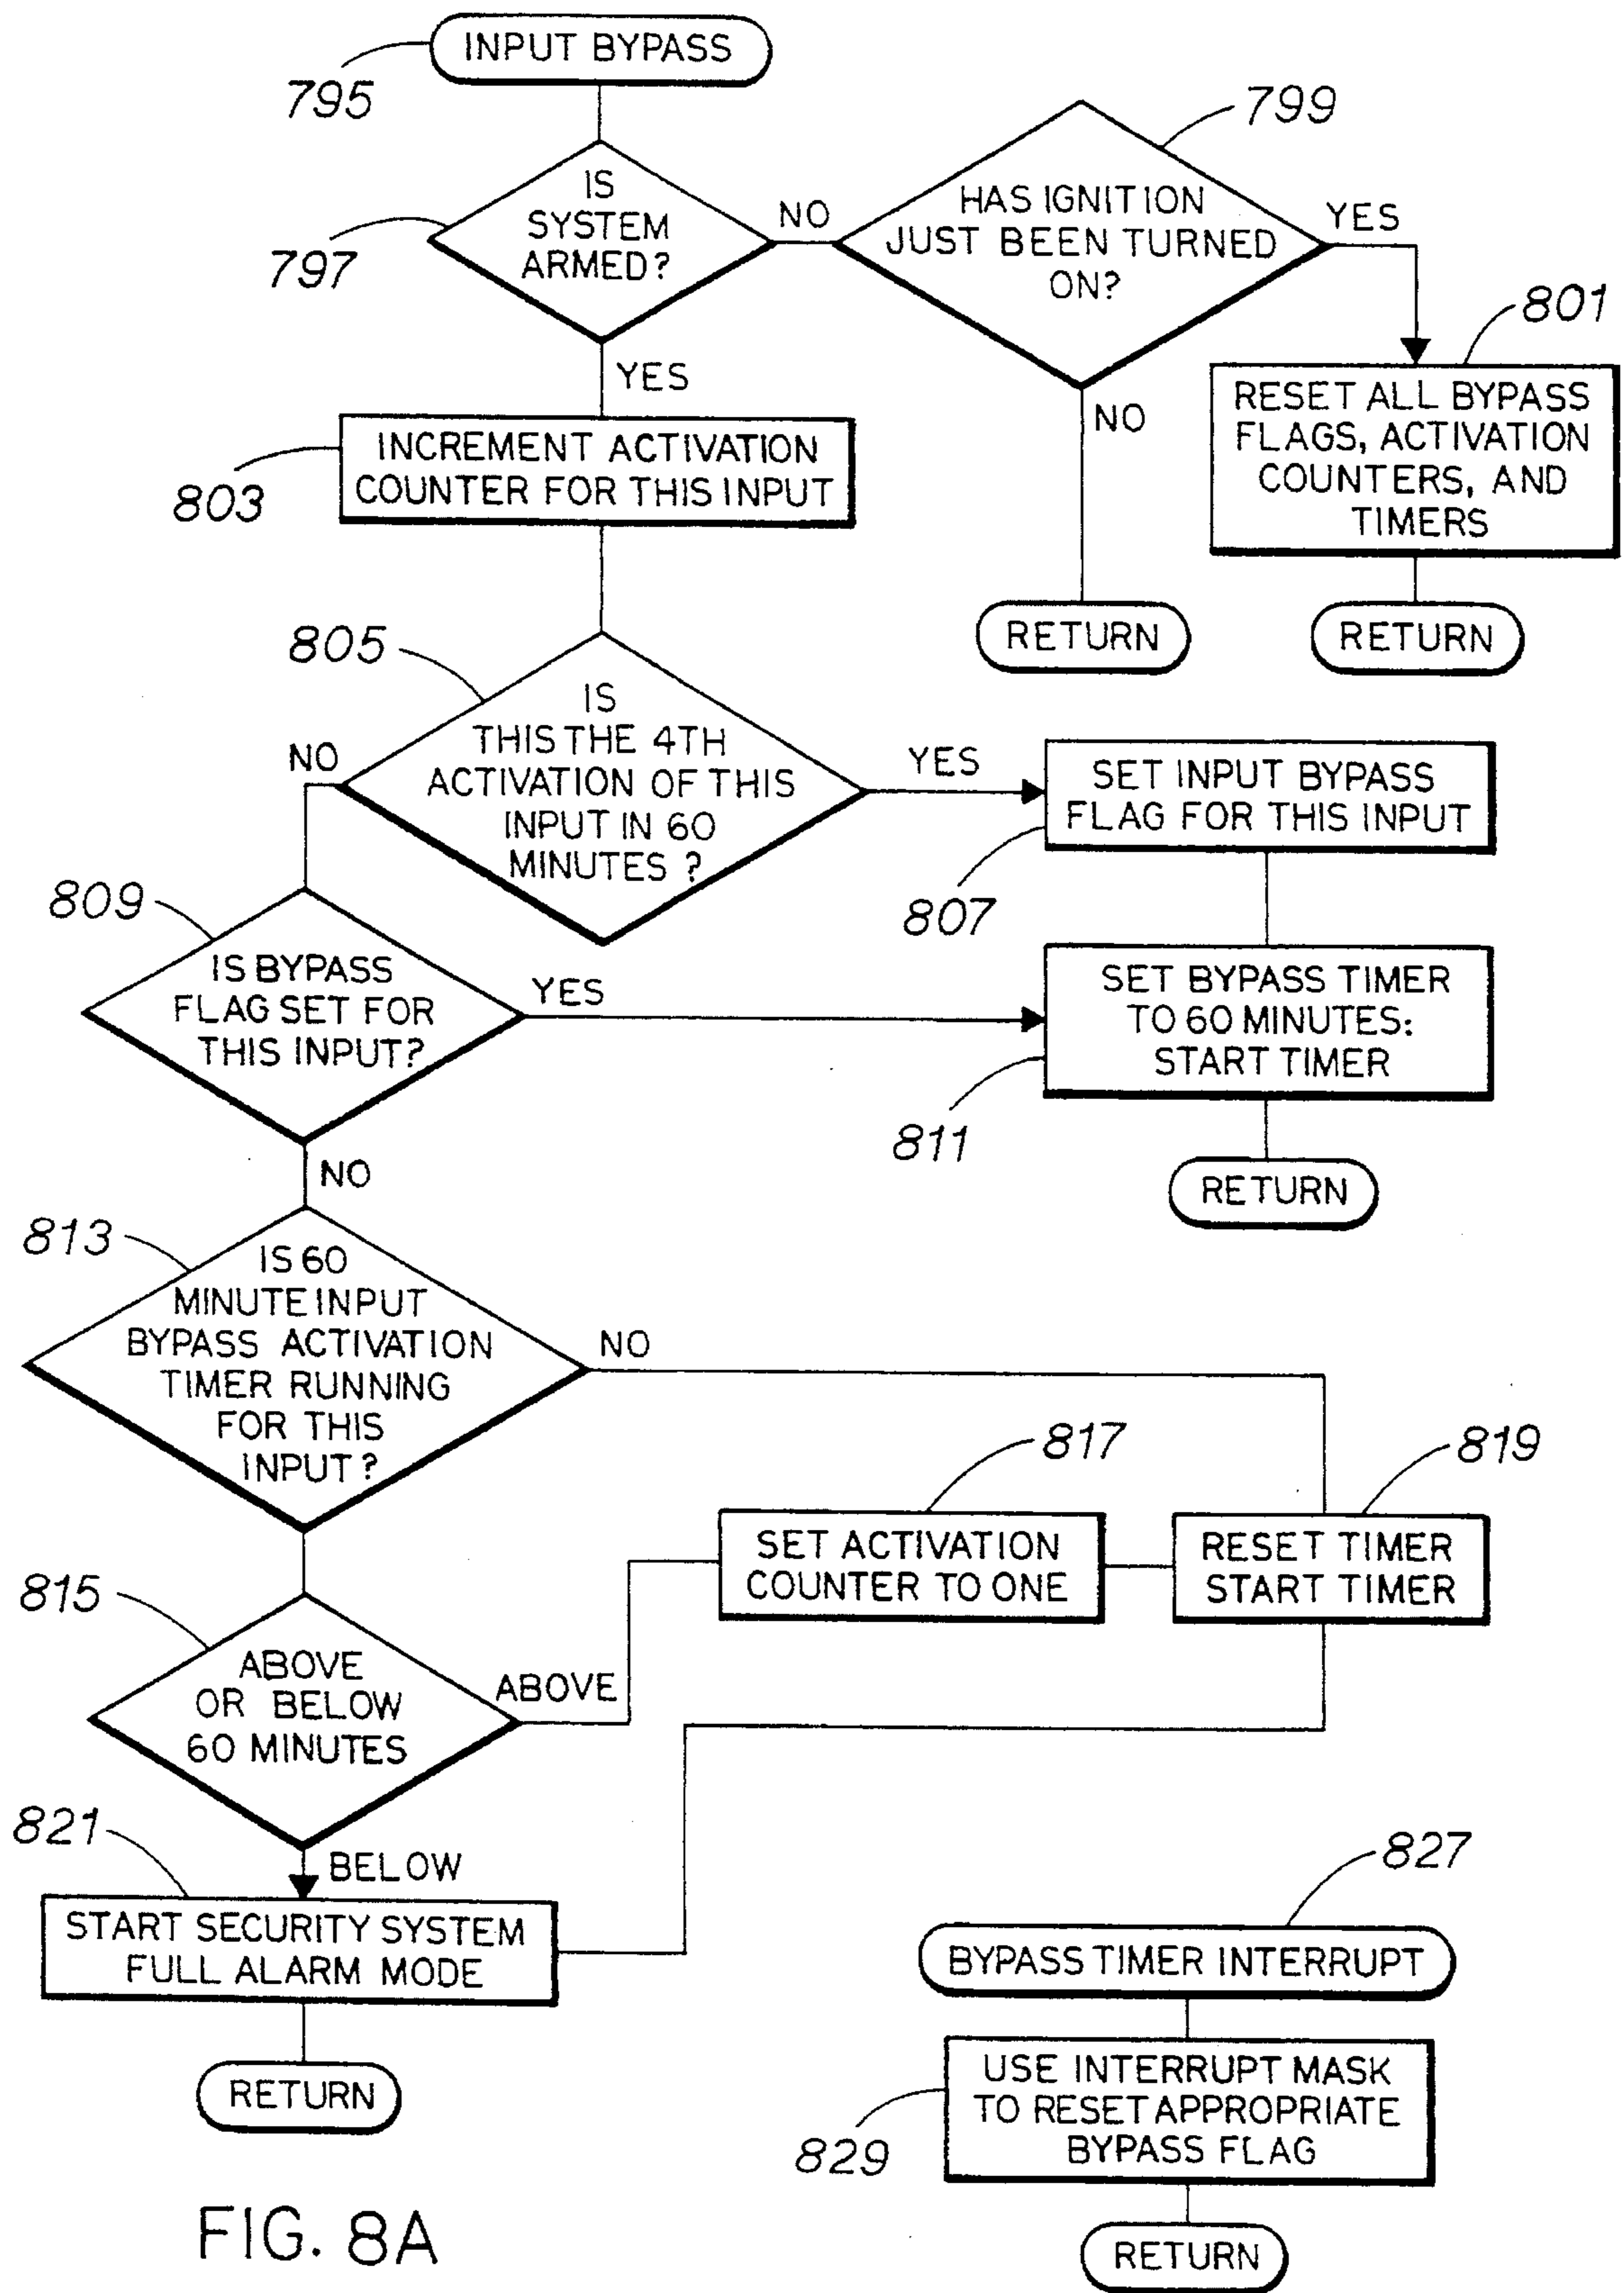 INPUT BYPASS
795
799
IS
SYSTEM
ARMED?
797
NO
HAS IGNITION
JUST BEEN TURNED
ON?
YES
801
YES
NO
RESET ALL BYPASS
FLAGS, ACTIVATION
COUNTERS, AND
TIMERS
INCREMENT ACTIVATION
COUNTER FOR THIS INPUT
803
RETURN
RETURN
805
IS
THIS THE 4TH
ACTIVATION OF THIS
INPUT IN 60
MINUTES ?
NO
YES
SET INPUT BYPASS
FLAG FOR THIS INPUT
807
809
IS BYPASS
FLAG SET FOR
THIS INPUT?
YES
SET BYPASS TIMER
TO 60 MINUTES:
START TIMER
811
NO
RETURN
813
IS 60
MINUTE INPUT
BYPASS ACTIVATION
TIMER RUNNING
FOR THIS
INPUT ?
NO
817
819
SET ACTIVATION
COUNTER TO ONE
RESET TIMER
START TIMER
815
ABOVE
OR BELOW
60 MINUTES
ABOVE
821
BELOW
START SECURITY SYSTEM
FULL ALARM MODE
RETURN
827
BYPASS TIMER INTERRUPT
USE INTERRUPT MASK
TO RESET APPROPRIATE
BYPASS FLAG
829
RETURN
FIG. 8A